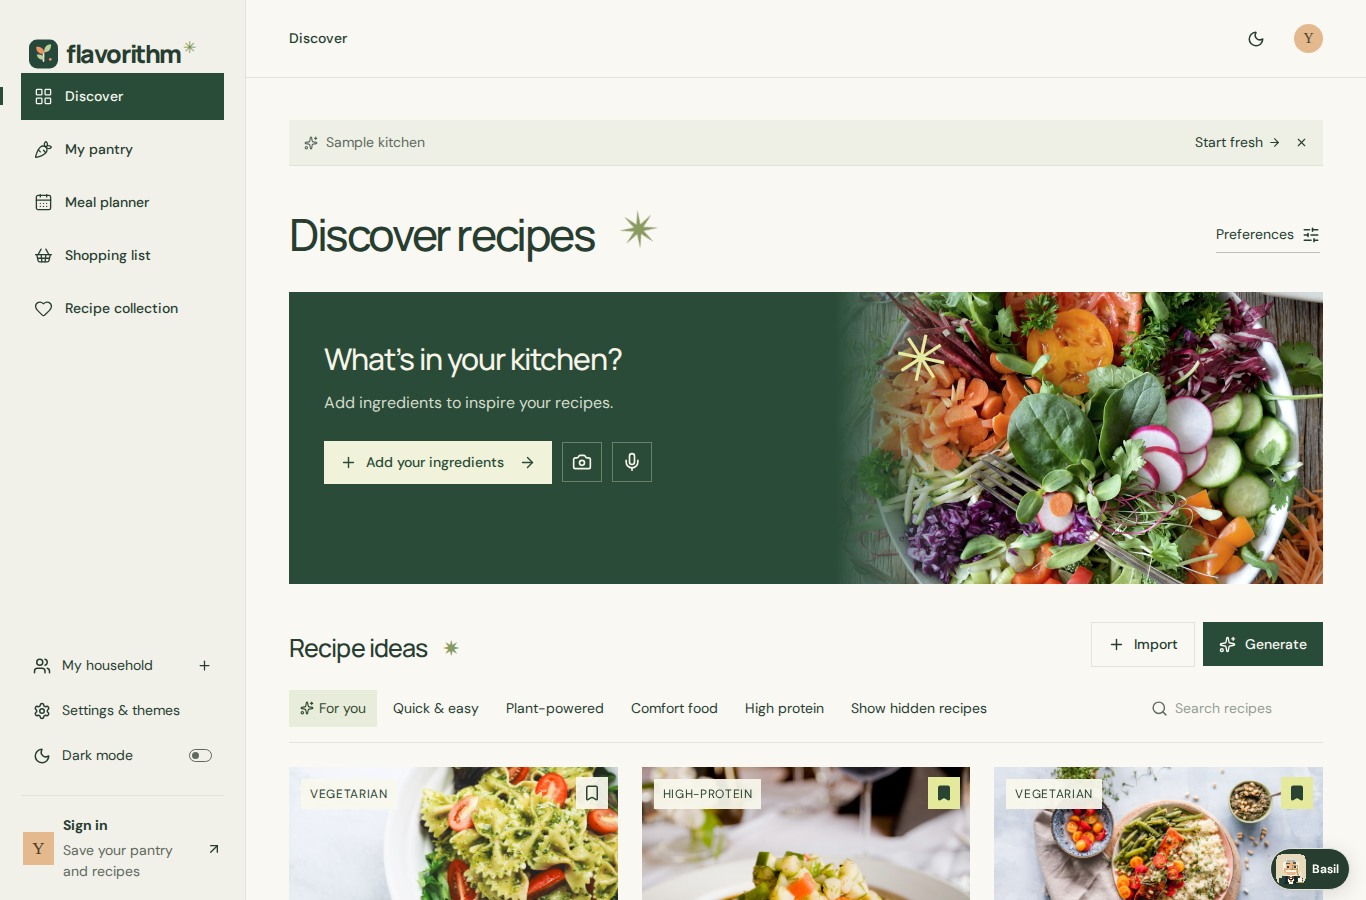 flavorithm
Discover
My pantry
Meal planner
Shopping list
Recipe collection
My household
Settings & themes
Dark mode
Y
Sign in
Save your pantry
and recipes
Discover
Y
Sample kitchen
Start fresh
Discover recipes
Preferences
What's in your kitchen?
Add ingredients to inspire your recipes.
Add your ingredients
Recipe ideas
Import
Generate
For you
Quick & easy
Plant-powered
Comfort food
High protein
Show hidden recipes
Search recipes
VEGETARIAN
HIGH-PROTEIN
VEGETARIAN
Basil